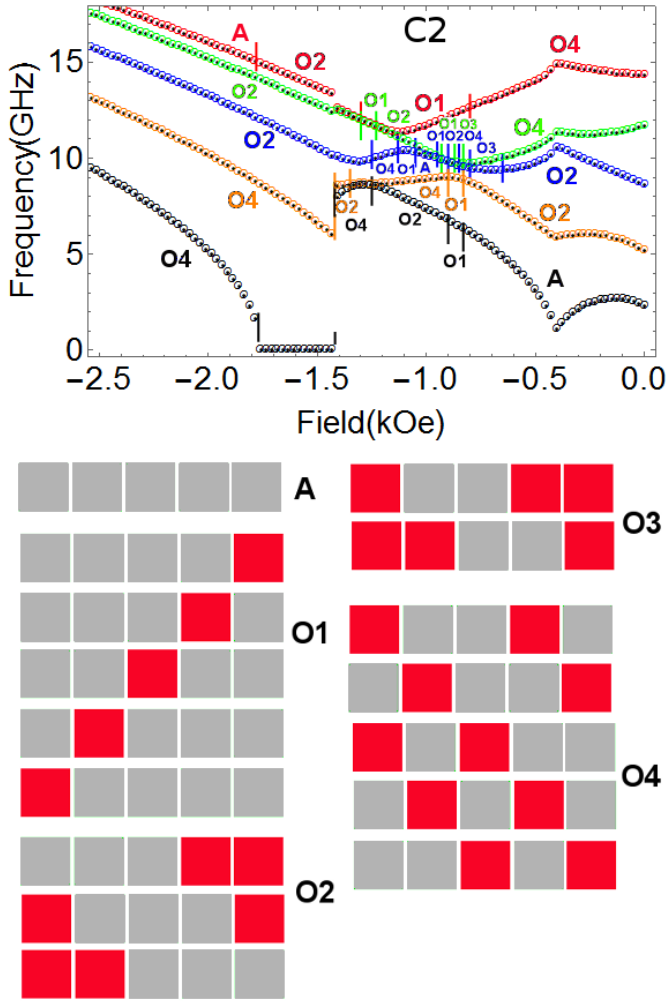 C2
15
A
O2
O4
O2
O1
O2
O1
O1
O3
O4
O2
O1
O2
O4
O3
10
O4
O1
A
O2
O4
O4
O2
O1
O2
O4
O2
O1
A
O4
5
0
Frequency(GHz)
−2.5 −2.0 −1.5 −1.0 −0.5 0.0
Field(kOe)
A
O1
O2
O3
O4